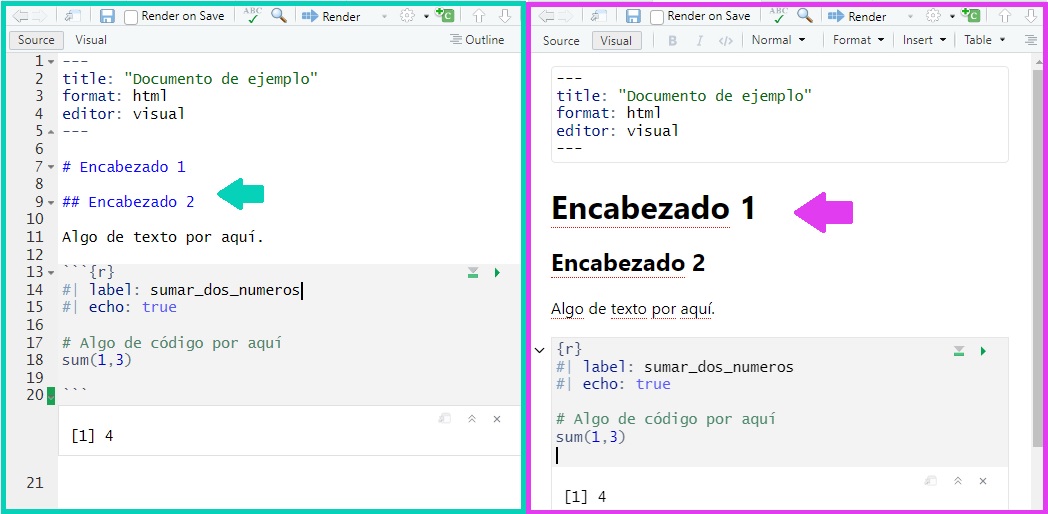 Render on Save
ABC
Render
Source
Visual
Outline
1
---
2
title: "Documento de ejemplo"
3
format: html
4
editor: visual
5
---
6
7
# Encabezado 1
8
9
## Encabezado 2
10
11
Algo de texto por aquí.
12
13
```{r}
14
#| label: sumar_dos_numeros
15
#| echo: true
16
17
# Algo de código por aquí
18
sum(1,3)
19
20
```
[1] 4
21
Render on Save
ABC
Render
Source
Visual
B
I
</>
Normal
Format
Insert
Table
---
title: "Documento de ejemplo"
format: html
editor: visual
---
Encabezado 1
Encabezado 2
Algo de texto por aquí.
{r}
#| label: sumar_dos_numeros
#| echo: true
# Algo de código por aquí
sum(1,3)
[1] 4